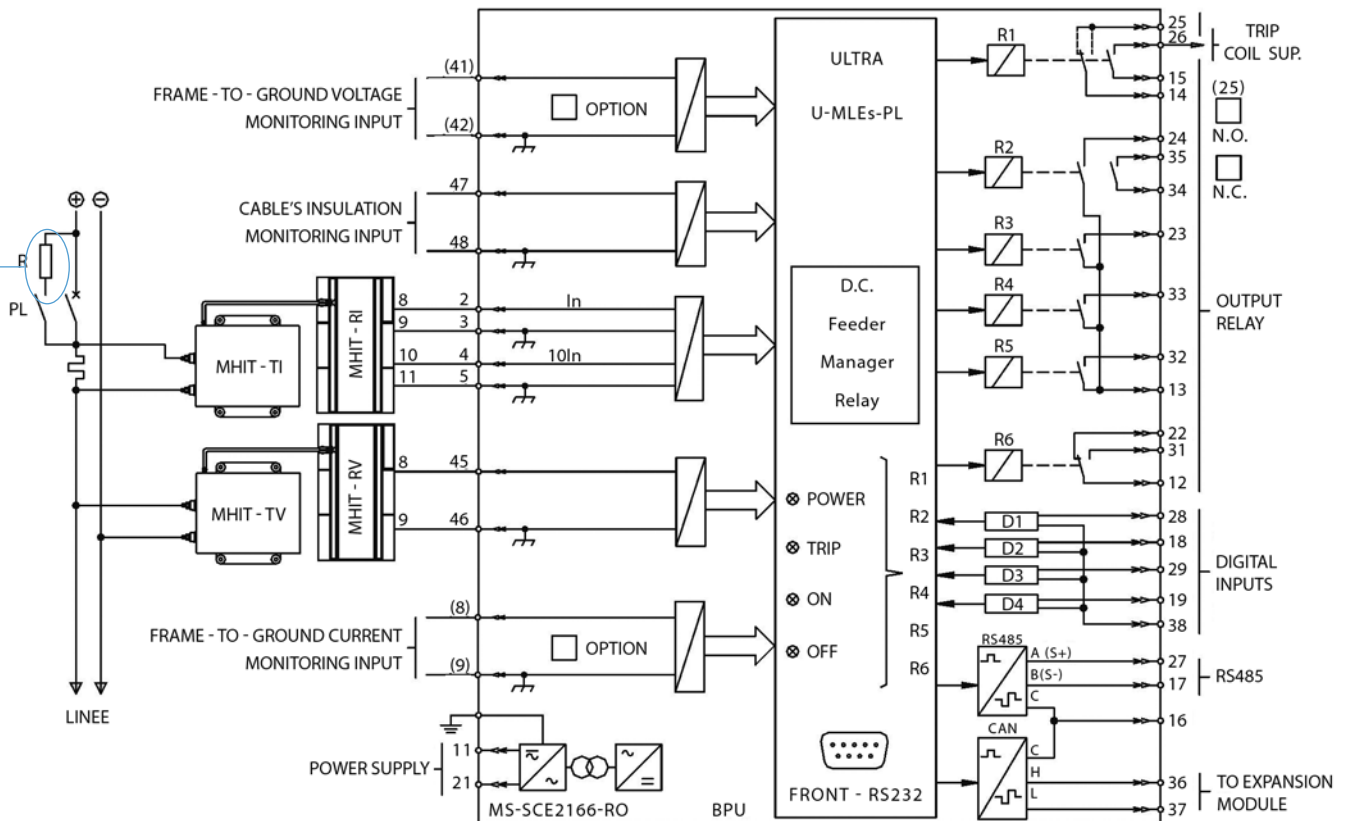 FRAME - TO - GROUND VOLTAGE
MONITORING INPUT
(41)
(42)
OPTION
CABLE'S INSULATION
MONITORING INPUT
47
48
⊕ ⊖
R
PL
MHIT - TI
MHIT - RI
8 2 In
9 3
10 4 10In
11 5
MHIT - TV
MHIT - RV
8 45
9 46
LINEE
FRAME - TO - GROUND CURRENT
MONITORING INPUT
(8)
(9)
OPTION
POWER SUPPLY
11
21
MS-SCE2166-RO
BPU
ULTRA
U-MLEs-PL
D.C.
Feeder
Manager
Relay
POWER
TRIP
ON
OFF
R1
R2
R3
R4
R5
R6
FRONT - RS232
R1
R2
R3
R4
R5
R6
D1
D2
D3
D4
RS485
A (S+)
B(S-)
C
CAN
C
H
L
25
26
15
14
24
35
34
23
33
32
13
22
31
12
28
18
29
19
38
27
17
16
36
37
TRIP
COIL SUP.
(25)
N.O.
N.C.
OUTPUT
RELAY
DIGITAL
INPUTS
RS485
TO EXPANSION
MODULE